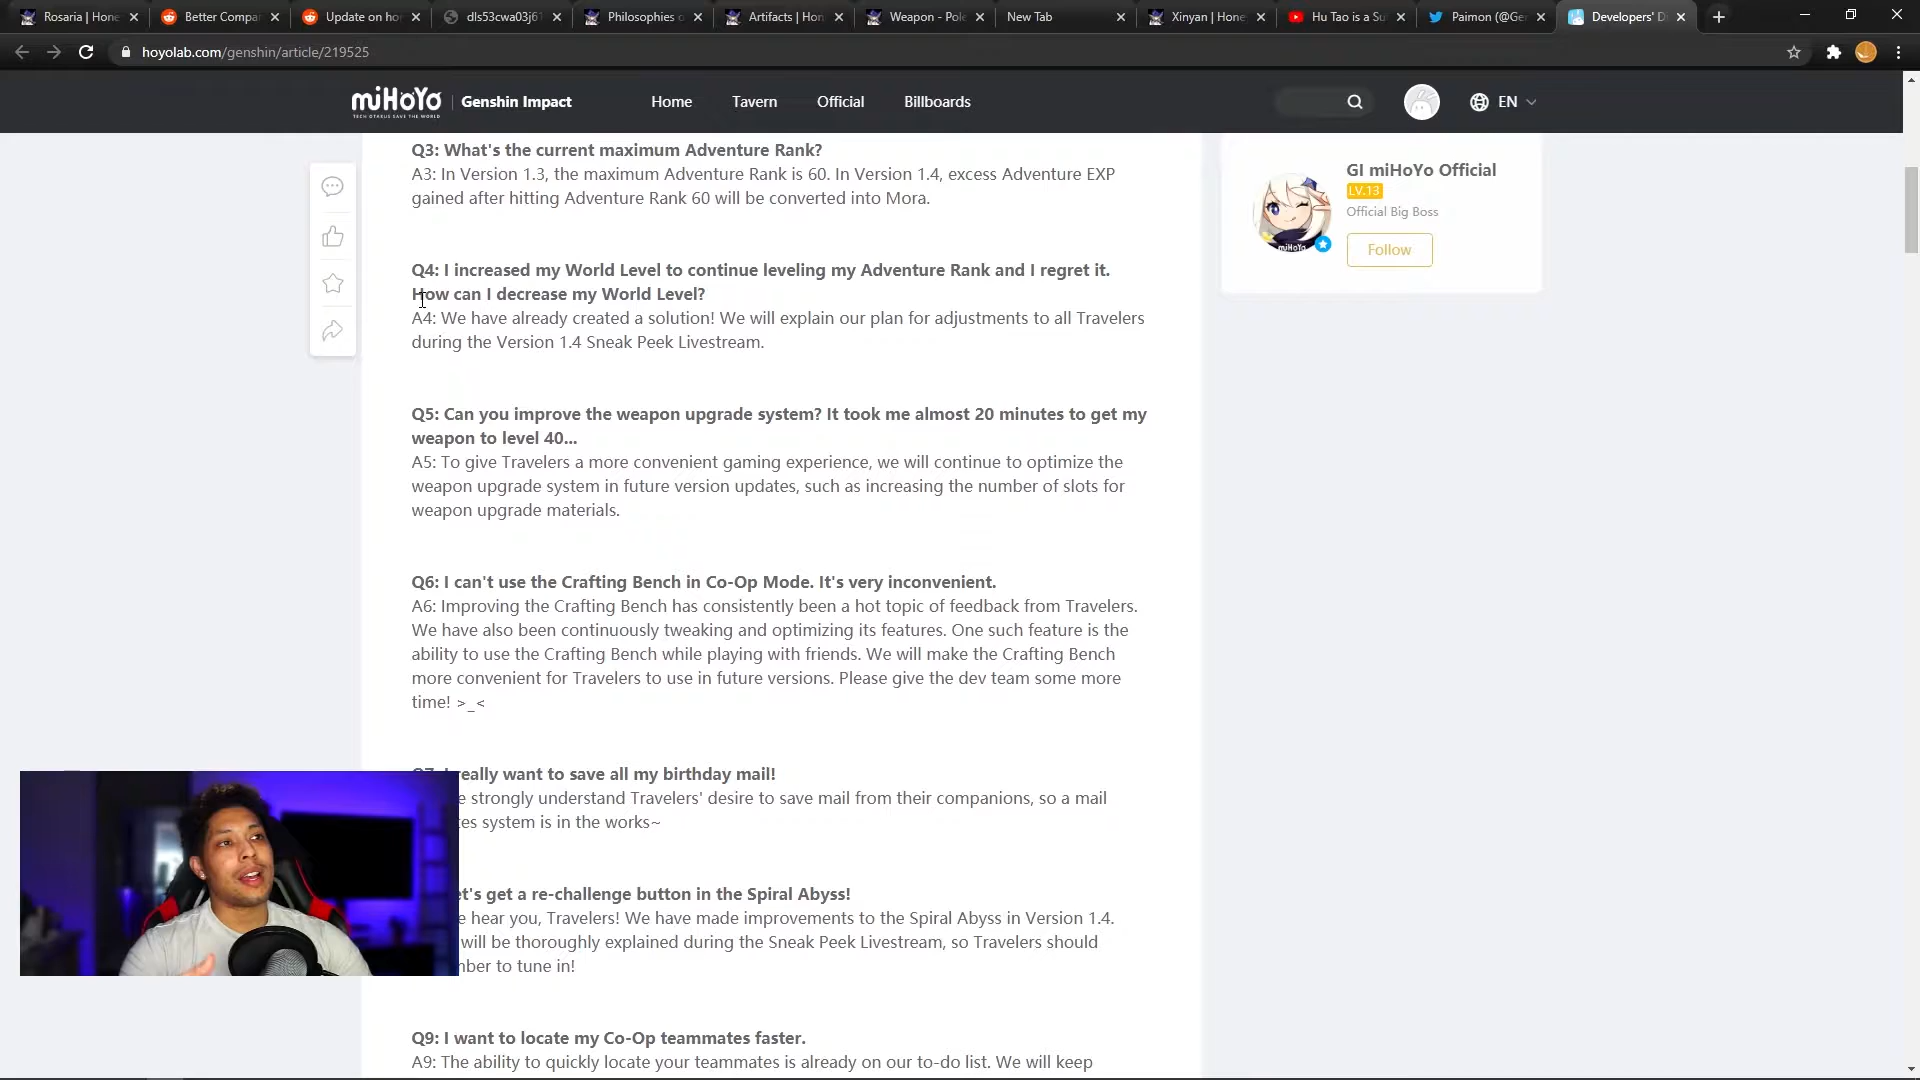 Rosaria | Hone
Better Compa
Update on ho
dls53cwa03j61
Philosophies o
Artifacts | Hon
Weapon - Pole
New Tab
Xinyan | Hone
Hu Tao is a Su
Paimon (@Ge
Developers' D
hoyolab.com/genshin/article/219525
miHoYo
TECH OTAKUS SAVE THE WORLD
Genshin Impact
Home
Tavern
Official
Billboards
EN
Q3: What's the current maximum Adventure Rank?
A3: In Version 1.3, the maximum Adventure Rank is 60. In Version 1.4, excess Adventure EXP
gained after hitting Adventure Rank 60 will be converted into Mora.
Q4: I increased my World Level to continue leveling my Adventure Rank and I regret it.
How can I decrease my World Level?
A4: We have already created a solution! We will explain our plan for adjustments to all Travelers
during the Version 1.4 Sneak Peek Livestream.
Q5: Can you improve the weapon upgrade system? It took me almost 20 minutes to get my
weapon to level 40...
A5: To give Travelers a more convenient gaming experience, we will continue to optimize the
weapon upgrade system in future version updates, such as increasing the number of slots for
weapon upgrade materials.
Q6: I can't use the Crafting Bench in Co-Op Mode. It's very inconvenient.
A6: Improving the Crafting Bench has consistently been a hot topic of feedback from Travelers.
We have also been continuously tweaking and optimizing its features. One such feature is the
ability to use the Crafting Bench while playing with friends. We will make the Crafting Bench
more convenient for Travelers to use in future versions. Please give the dev team some more
time! >_<
really want to save all my birthday mail!
e strongly understand Travelers' desire to save mail from their companions, so a mail
tes system is in the works~
et's get a re-challenge button in the Spiral Abyss!
e hear you, Travelers! We have made improvements to the Spiral Abyss in Version 1.4.
will be thoroughly explained during the Sneak Peek Livestream, so Travelers should
mber to tune in!
Q9: I want to locate my Co-Op teammates faster.
A9: The ability to quickly locate your teammates is already on our to-do list. We will keep
GI miHoYo Official
LV.13
Official Big Boss
miHoYo
Follow